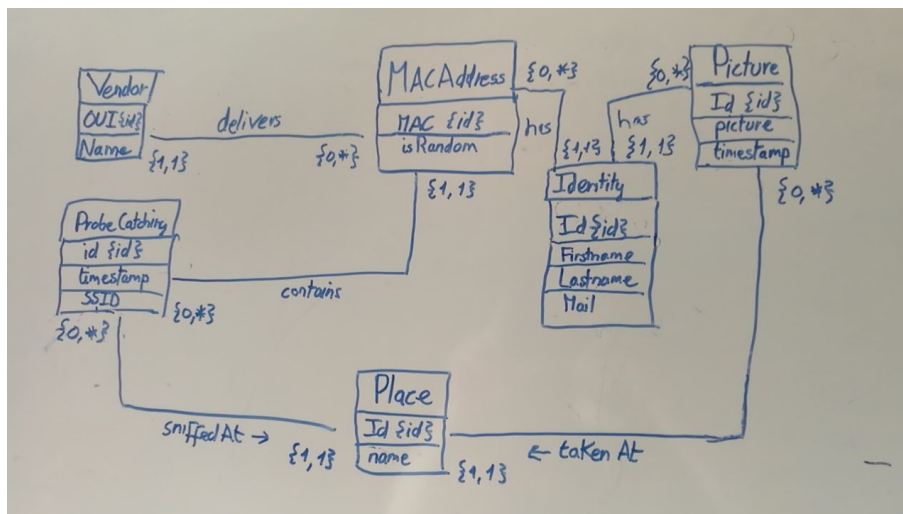 Vendor
OUI {id}
Name
{1,1}
delivers
{0,*}
MACAddress
MAC {id}
isRandom
{1,1}
{0,*}
has
{1,1}
{0,*}
has
{1,1}
Picture
Id {id}
picture
timestamp
{0,*}
Identity
Id {id}
Firstname
Lastname
Mail
ProbeCatching
id {id}
timestamp
SSID
{0,*}
{0,*}
contains
sniffedAt →
{1,1}
Place
Id {id}
name
{1,1}
← taken At